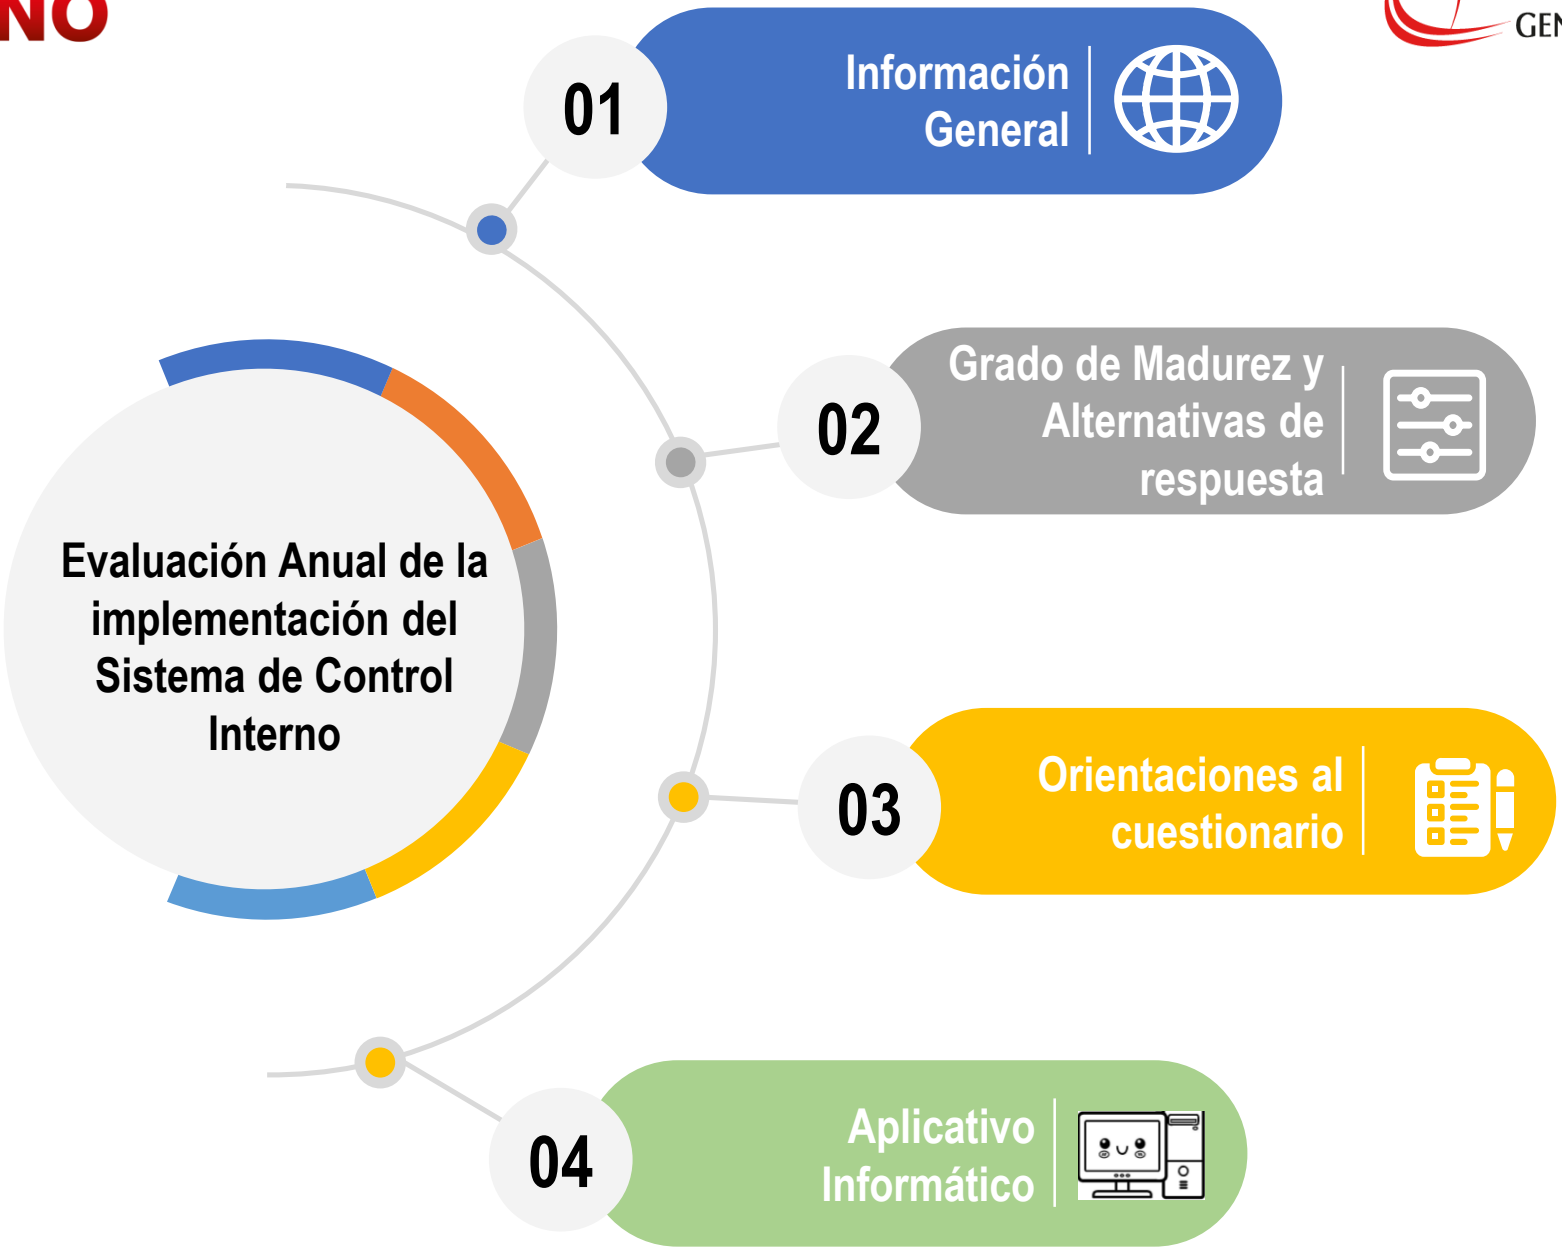 NO
GEN
01
Información
General
02
Grado de Madurez y
Alternativas de
respuesta
Evaluación Anual de la
implementación del
Sistema de Control
Interno
03
Orientaciones al
cuestionario
04
Aplicativo
Informático